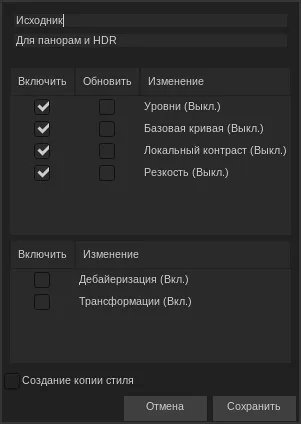 Исходник
Для панорам и HDR
Включить Обновить Изменение
Уровни (Выкл.)
Базовая кривая (Выкл.)
Локальный контраст (Выкл.)
Резкость (Выкл.)
Включить Изменение
Дебайеризация (Вкл.)
Трансформации (Вкл.)
Создание копии стиля
Отмена Сохранить